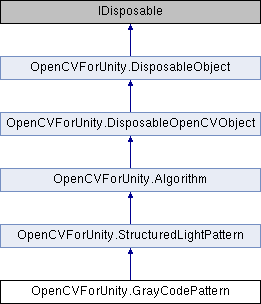 IDisposable
OpenCVForUnity.DisposableObject
OpenCVForUnity.DisposableOpenCVObject
OpenCVForUnity.Algorithm
OpenCVForUnity.StructuredLightPattern
OpenCVForUnity.GrayCodePattern